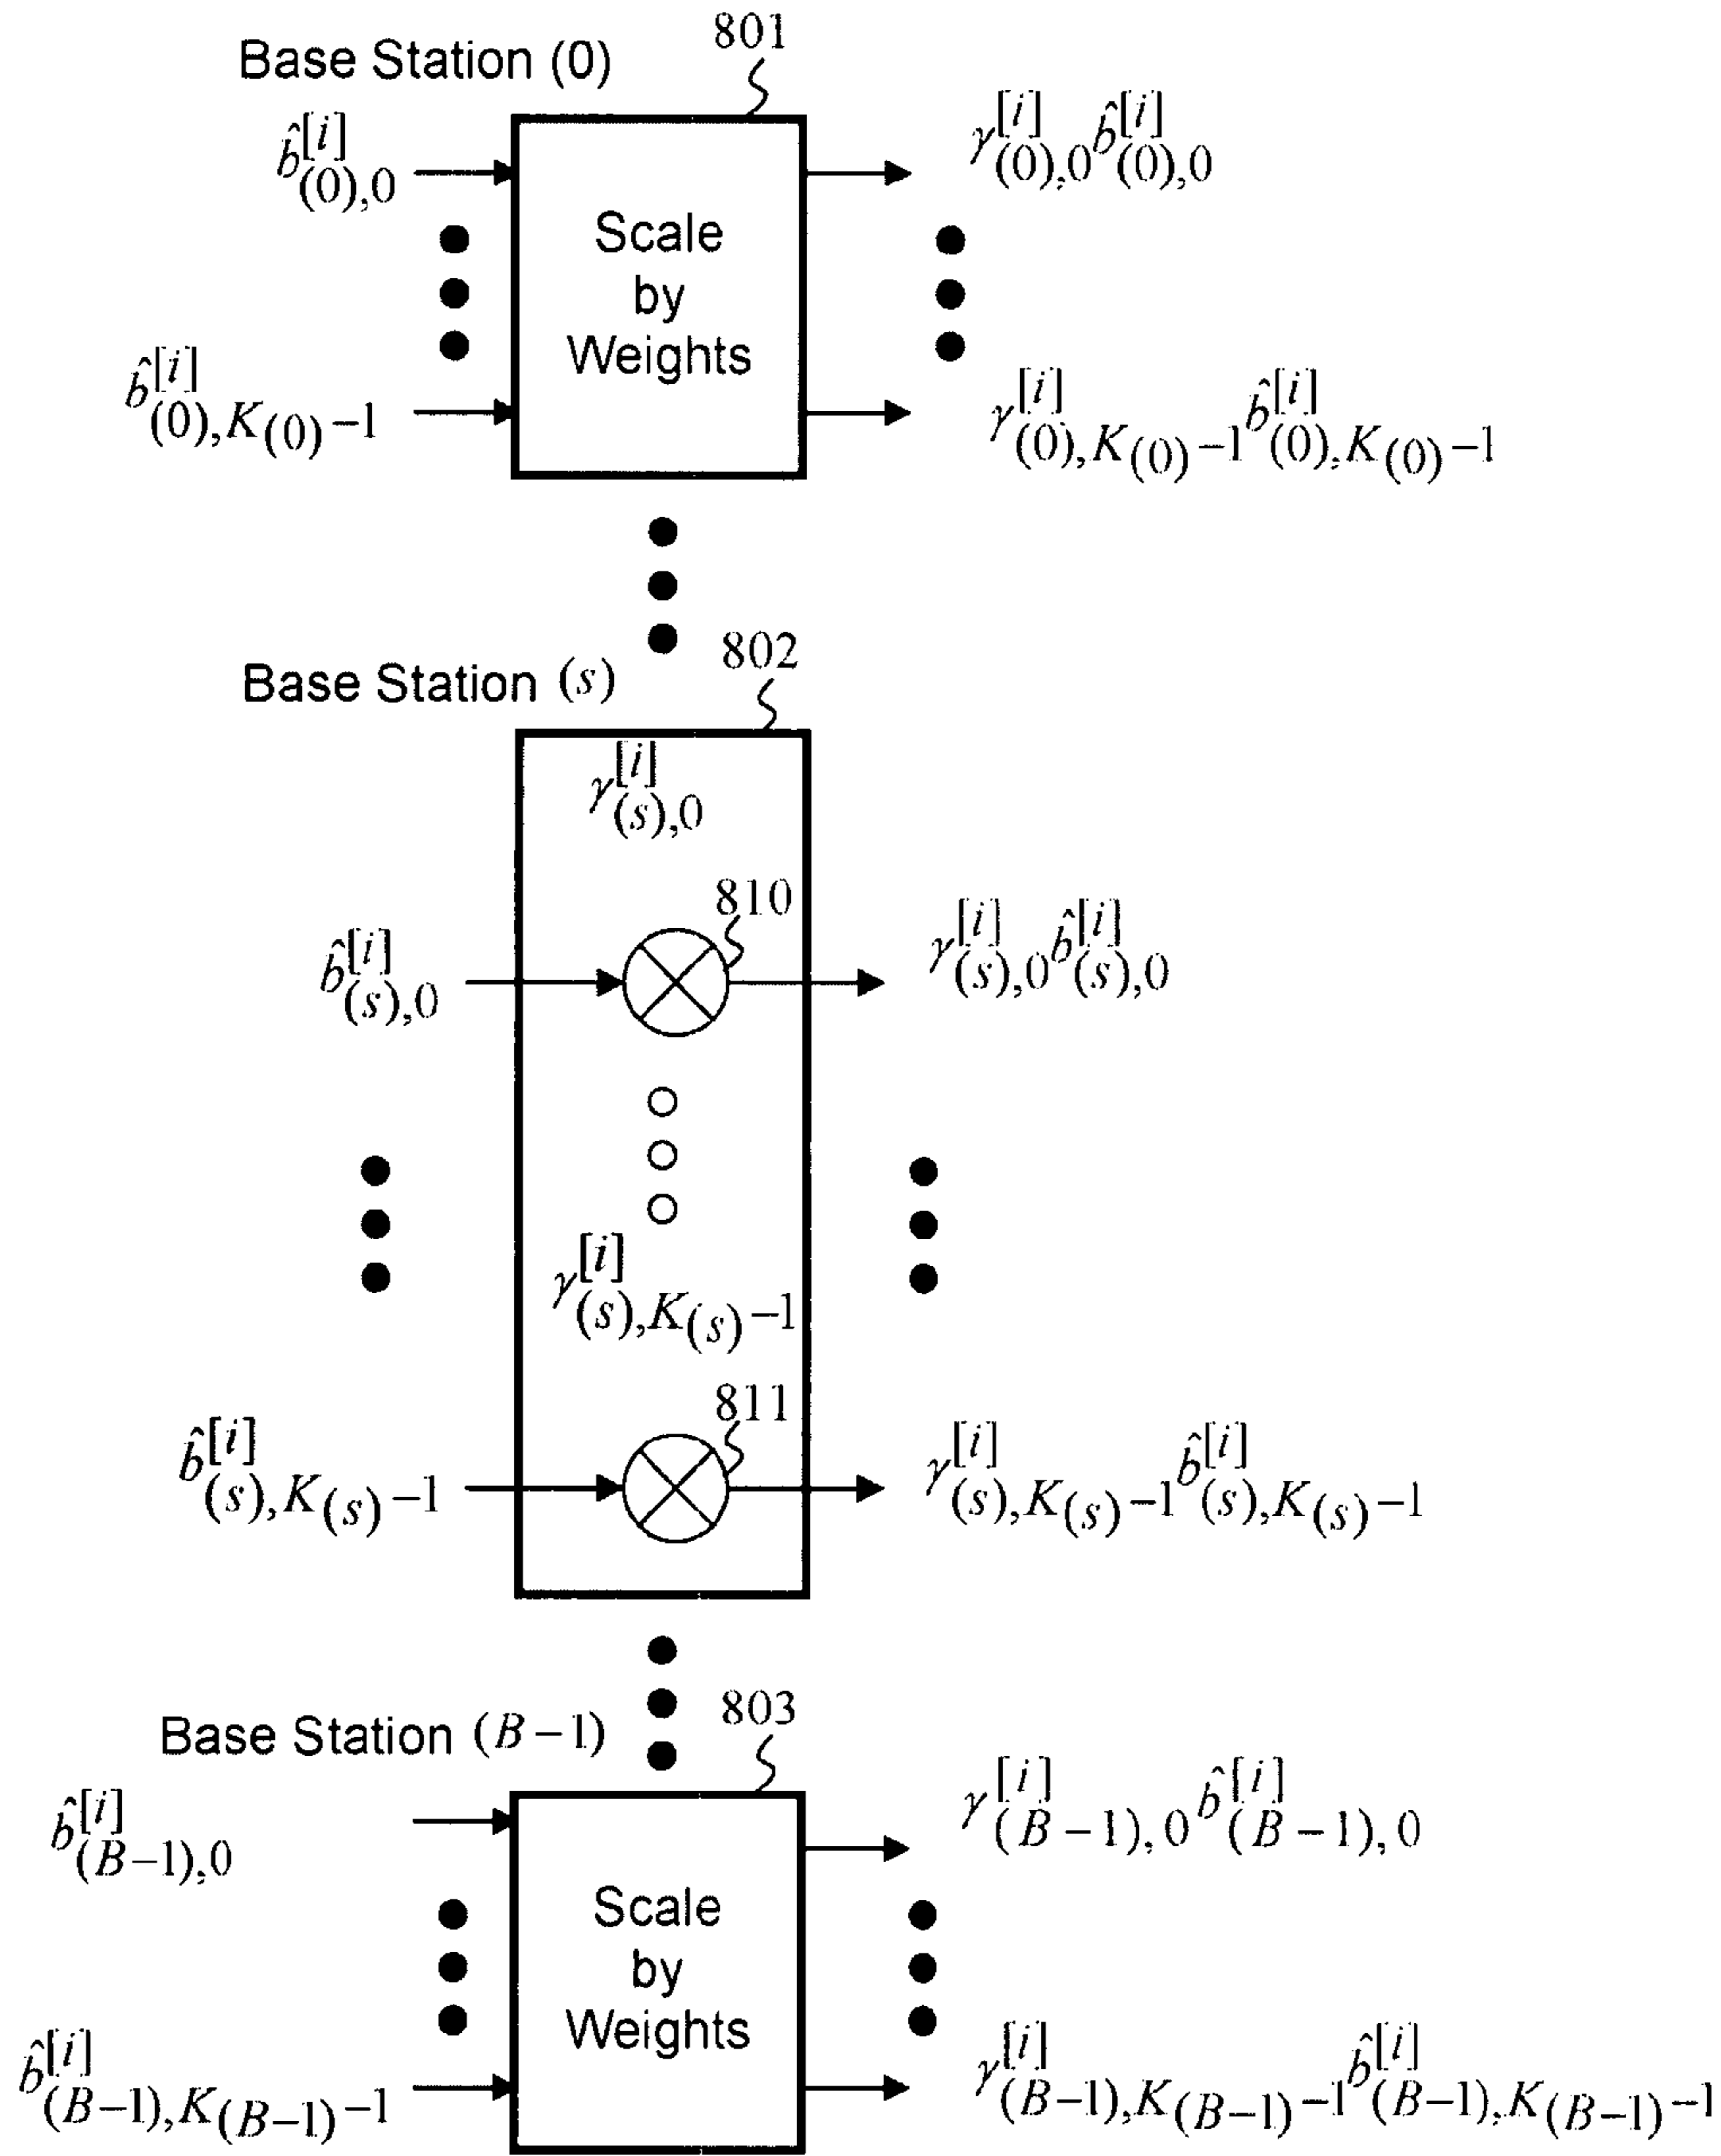 801
Base Station (0)
b̂^[i]_(0),0
γ^[i]_(0),0 b̂^[i]_(0),0
Scale
by
Weights
b̂^[i]_(0),K_(0)−1
γ^[i]_(0),K_(0)−1 b̂^[i]_(0),K_(0)−1
802
Base Station (s)
γ^[i]_(s),0
810
b̂^[i]_(s),0
γ^[i]_(s),0 b̂^[i]_(s),0
γ^[i]_(s),K_(s)−1
811
b̂^[i]_(s),K_(s)−1
γ^[i]_(s),K_(s)−1 b̂^[i]_(s),K_(s)−1
803
Base Station (B−1)
b̂^[i]_(B−1),0
γ^[i]_(B−1),0 b̂^[i]_(B−1),0
Scale
by
Weights
b̂^[i]_(B−1),K_(B−1)−1
γ^[i]_(B−1),K_(B−1)−1 b̂^[i]_(B−1),K_(B−1)−1